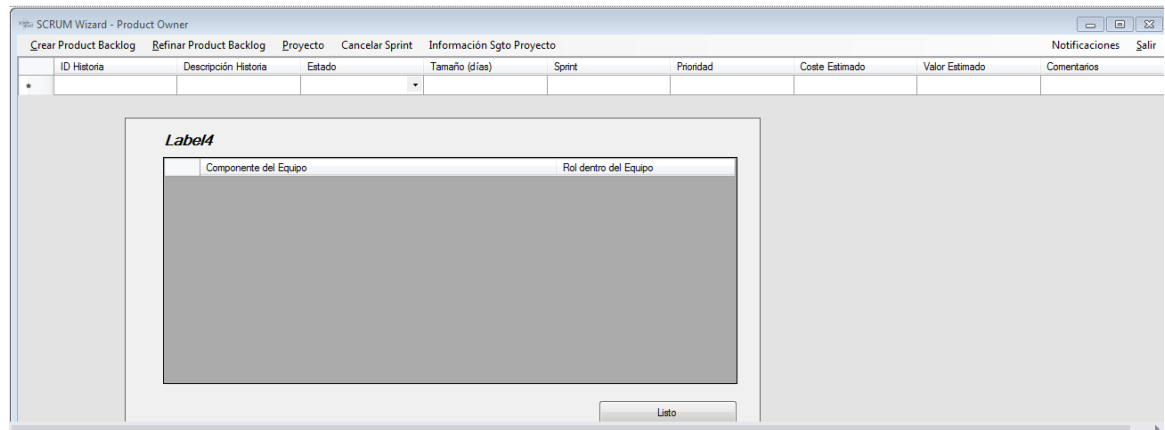 SCRUM Wizard - Product Owner
Crear Product Backlog Refinar Product Backlog Proyecto Cancelar Sprint Información Sgto Proyecto Notificaciones Salir
ID Historia Descripción Historia Estado Tamaño (días) Sprint Prioridad Coste Estimado Valor Estimado Comentarios
Label4
Componente del Equipo Rol dentro del Equipo
Listo